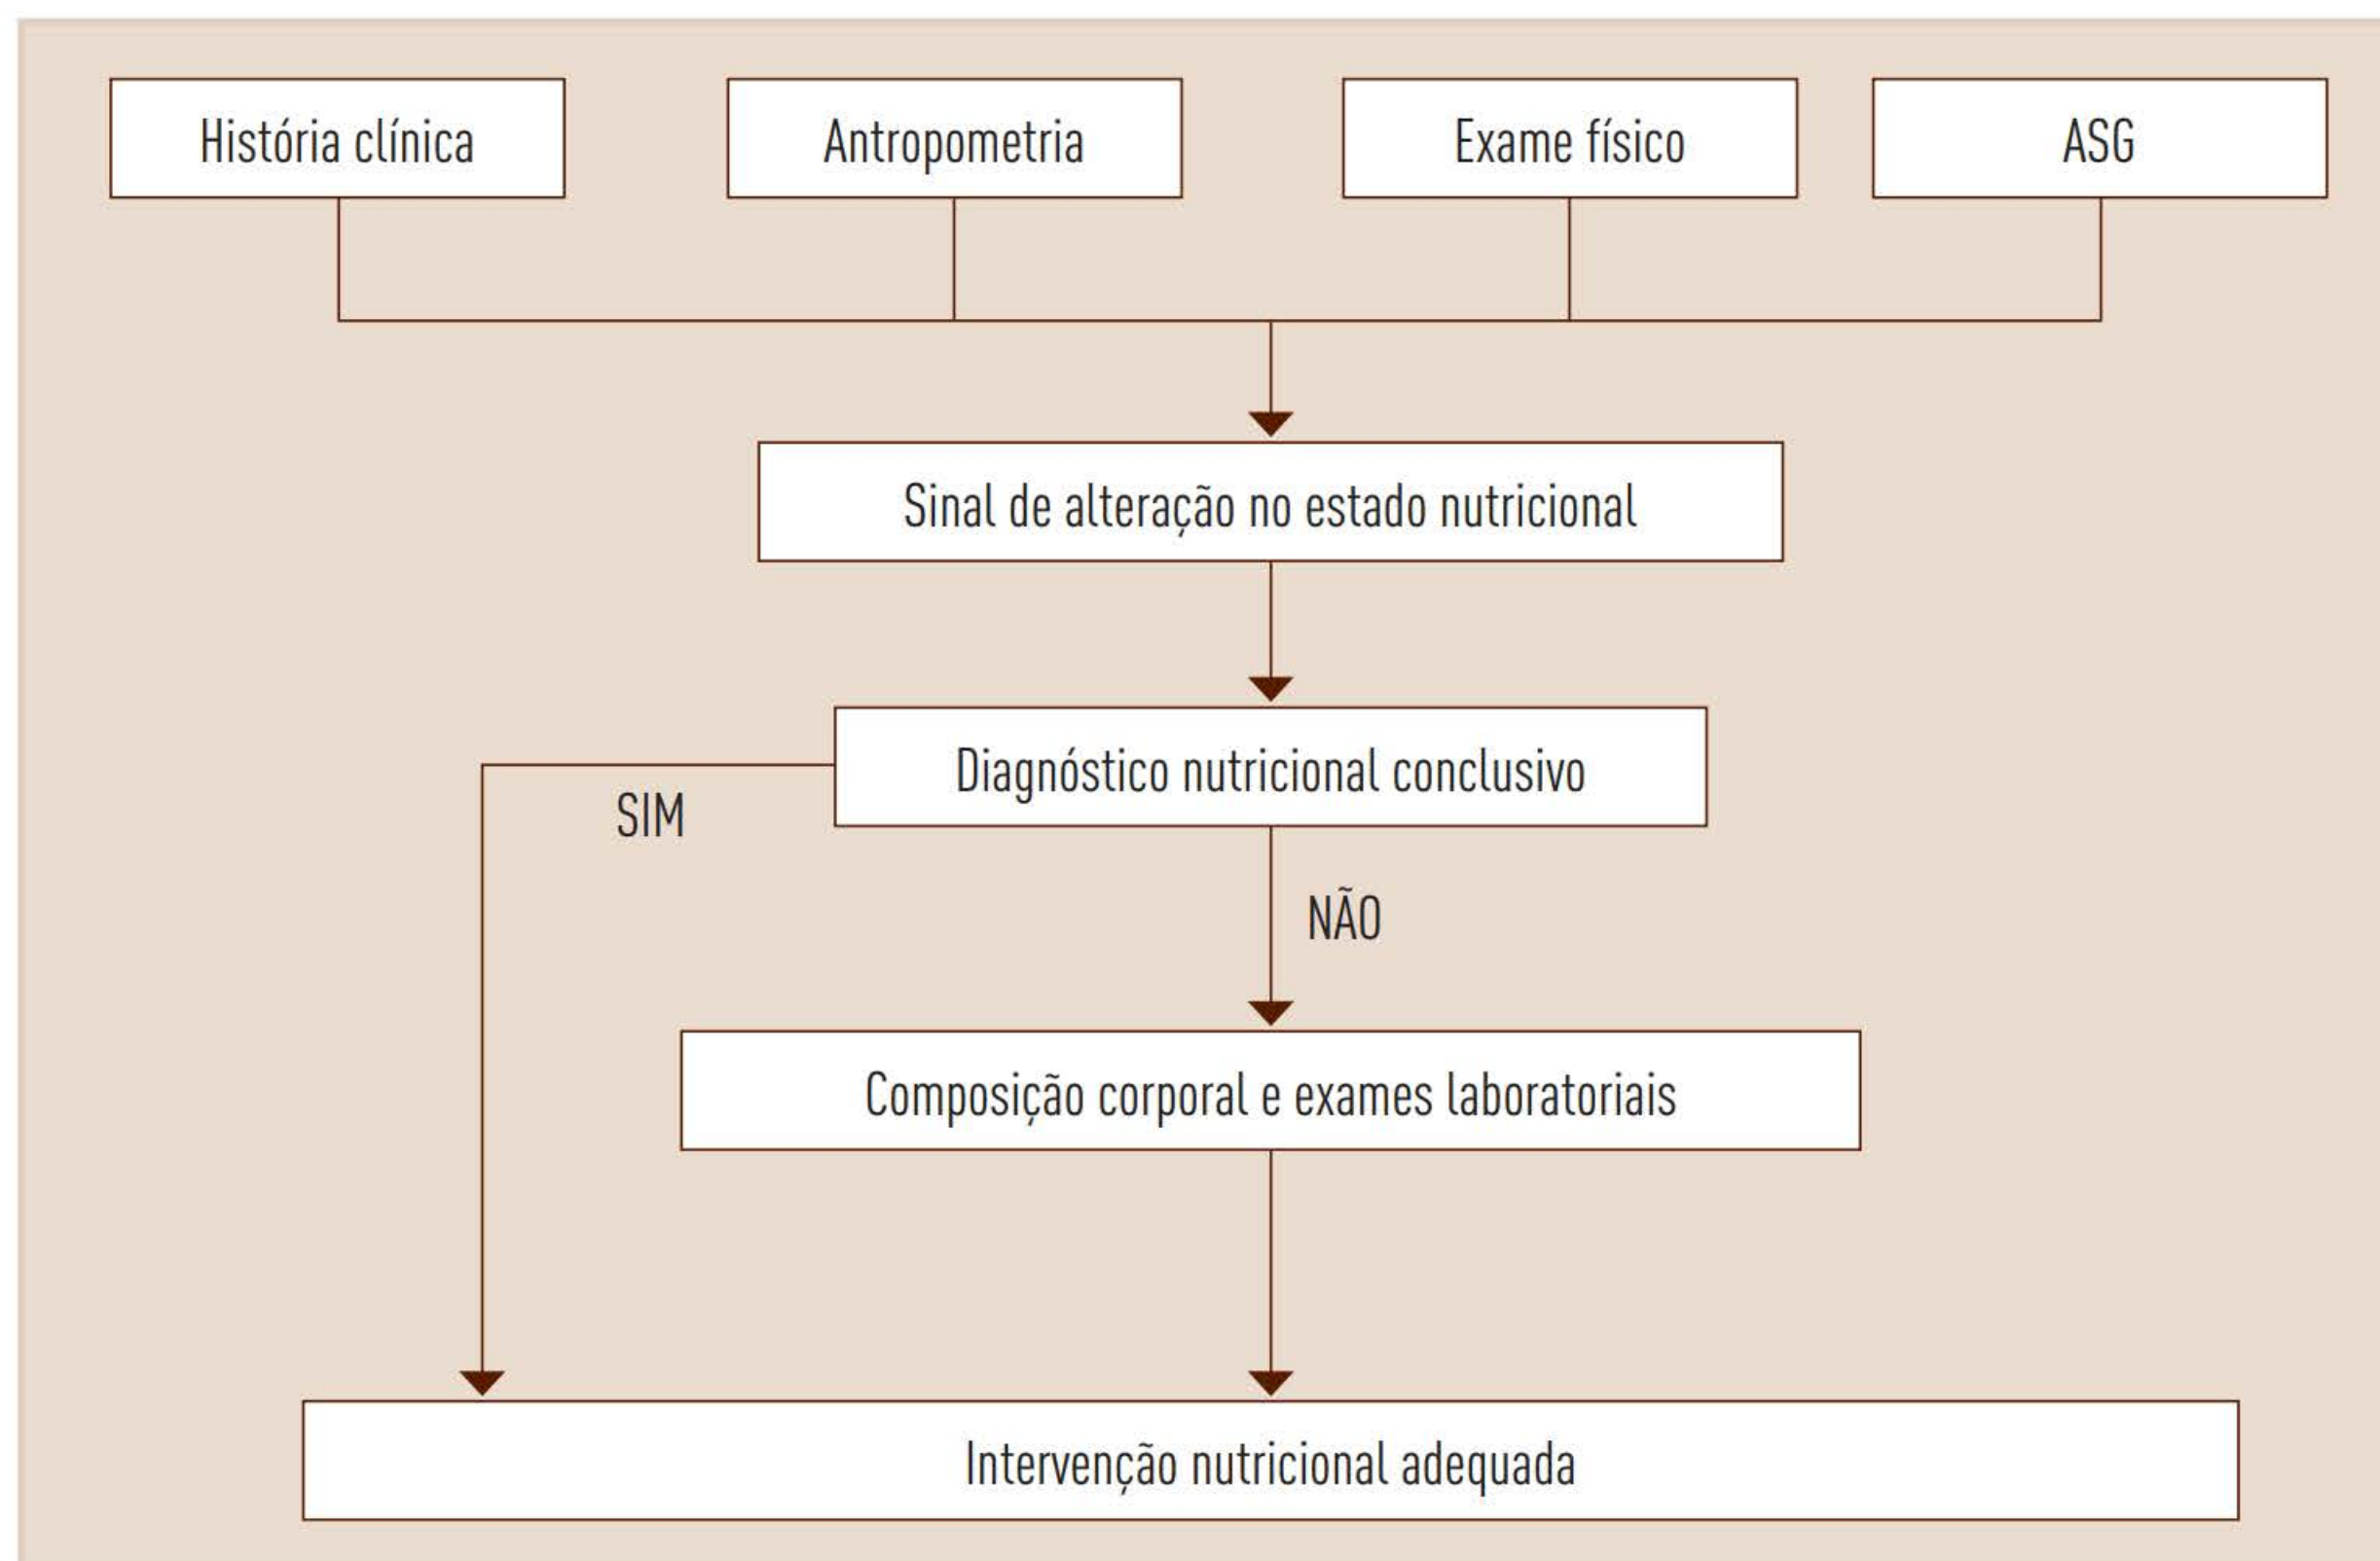 História clínica
Antropometria
Exame físico
ASG
Sinal de alteração no estado nutricional
Diagnóstico nutricional conclusivo
SIM
NÃO
Composição corporal e exames laboratoriais
Intervenção nutricional adequada